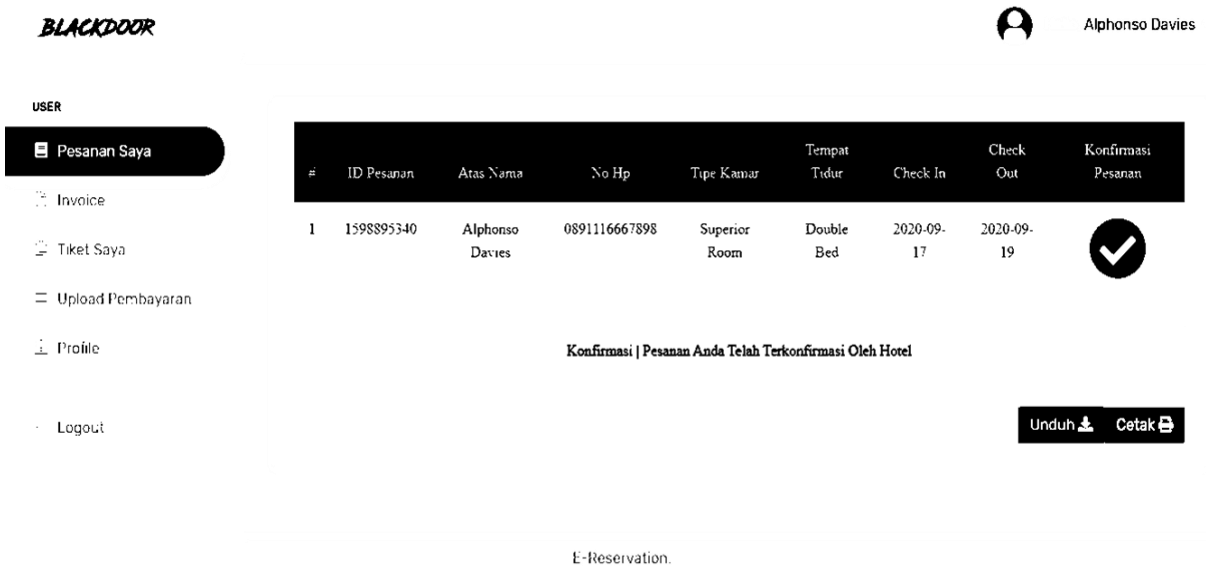 BLACKDOOR
Alphonso Davies
USER
Pesanan Saya
Invoice
Tiket Saya
Upload Pembayaran
Profile
Logout
# ID Pesanan Atas Nama No Hp Tipe Kamar Tempat Tidur Check In Check Out Konfirmasi Pesanan
1 1598895340 Alphonso Davies 0891116667898 Superior Room Double Bed 2020-09-17 2020-09-19
Konfirmasi | Pesanan Anda Telah Terkonfirmasi Oleh Hotel
Unduh Cetak
E-Reservation.